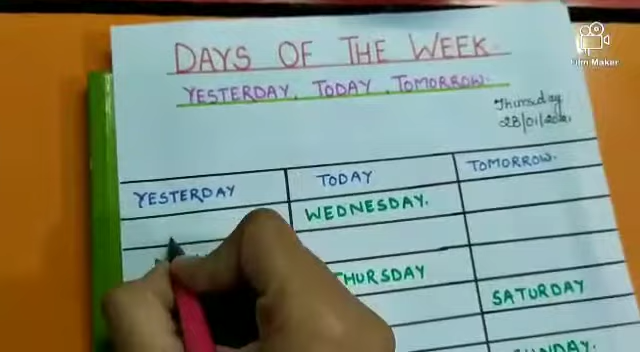 DAYS OF THE WEEK
YESTERDAY, TODAY, TOMORROW.
Thursday
28/01/2021
YESTERDAY TODAY TOMORROW.
WEDNESDAY.
THURSDAY
SATURDAY
Film Maker